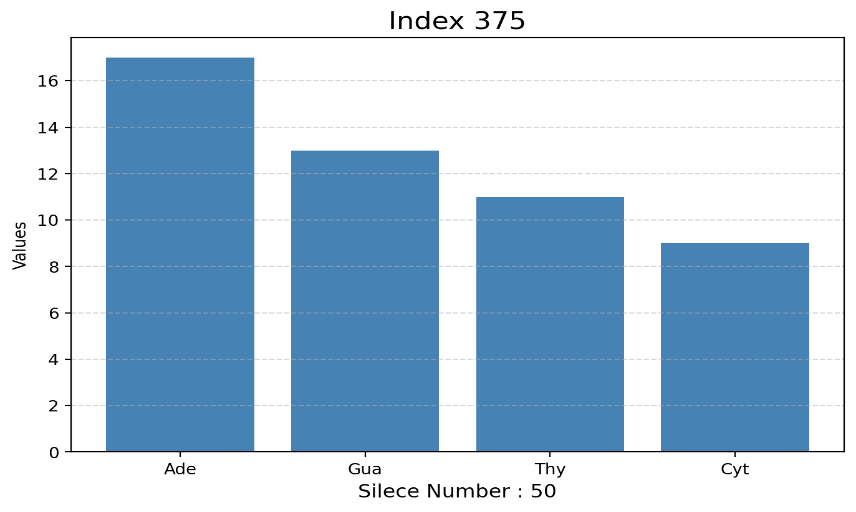 Index 375
Values
16
14
12
10
8
6
4
2
0
Ade Gua Thy Cyt
Silece Number : 50